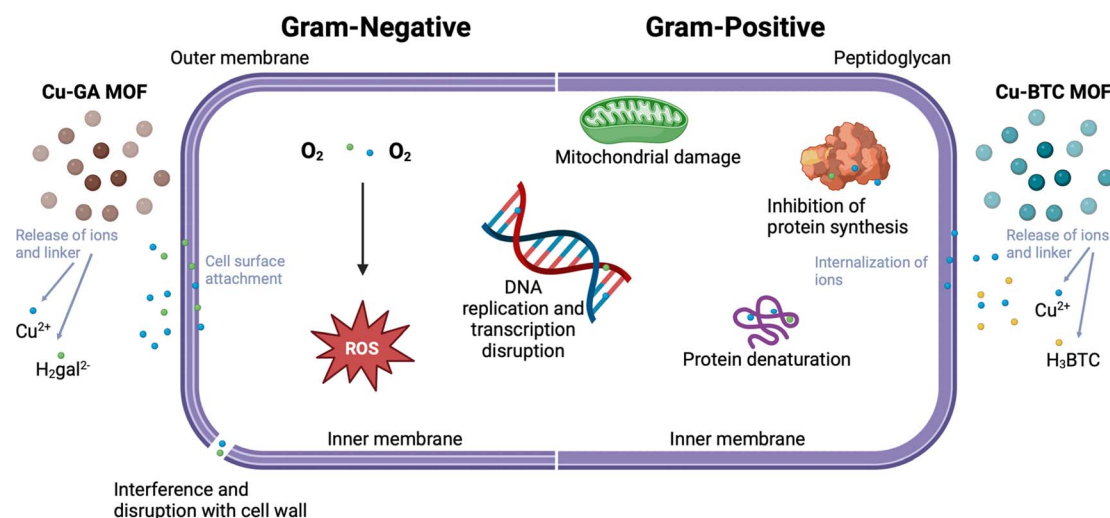 Gram-Negative
Gram-Positive
Outer membrane
Peptidoglycan
Cu-GA MOF
Cu-BTC MOF
O₂
O₂
Mitochondrial damage
Inhibition of
protein synthesis
Release of ions
and linker
Cell surface
attachment
Internalization of
ions
Release of ions
and linker
DNA
replication and
transcription
disruption
Cu²⁺
H₂gal²⁻
ROS
Protein denaturation
Cu²⁺
H₃BTC
Inner membrane
Inner membrane
Interference and
disruption with cell wall